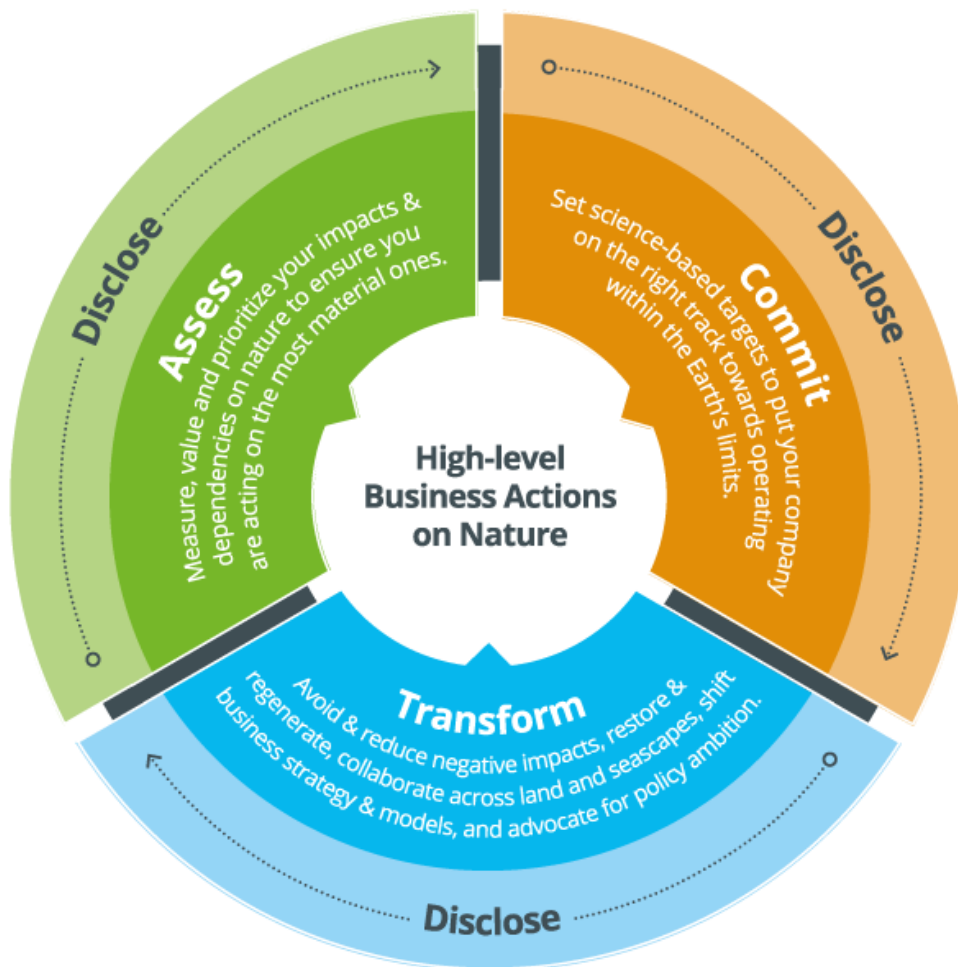 High-level
Business Actions
on Nature
Disclose
Assess
Measure, value and prioritize your impacts &
dependencies on nature to ensure you
are acting on the most material ones.
Disclose
Commit
Set science-based targets to put your company
on the right track towards operating
within the Earth's limits.
Transform
Avoid & reduce negative impacts, restore &
regenerate, collaborate across land and seascapes, shift
business strategy & models, and advocate for policy ambition.
Disclose